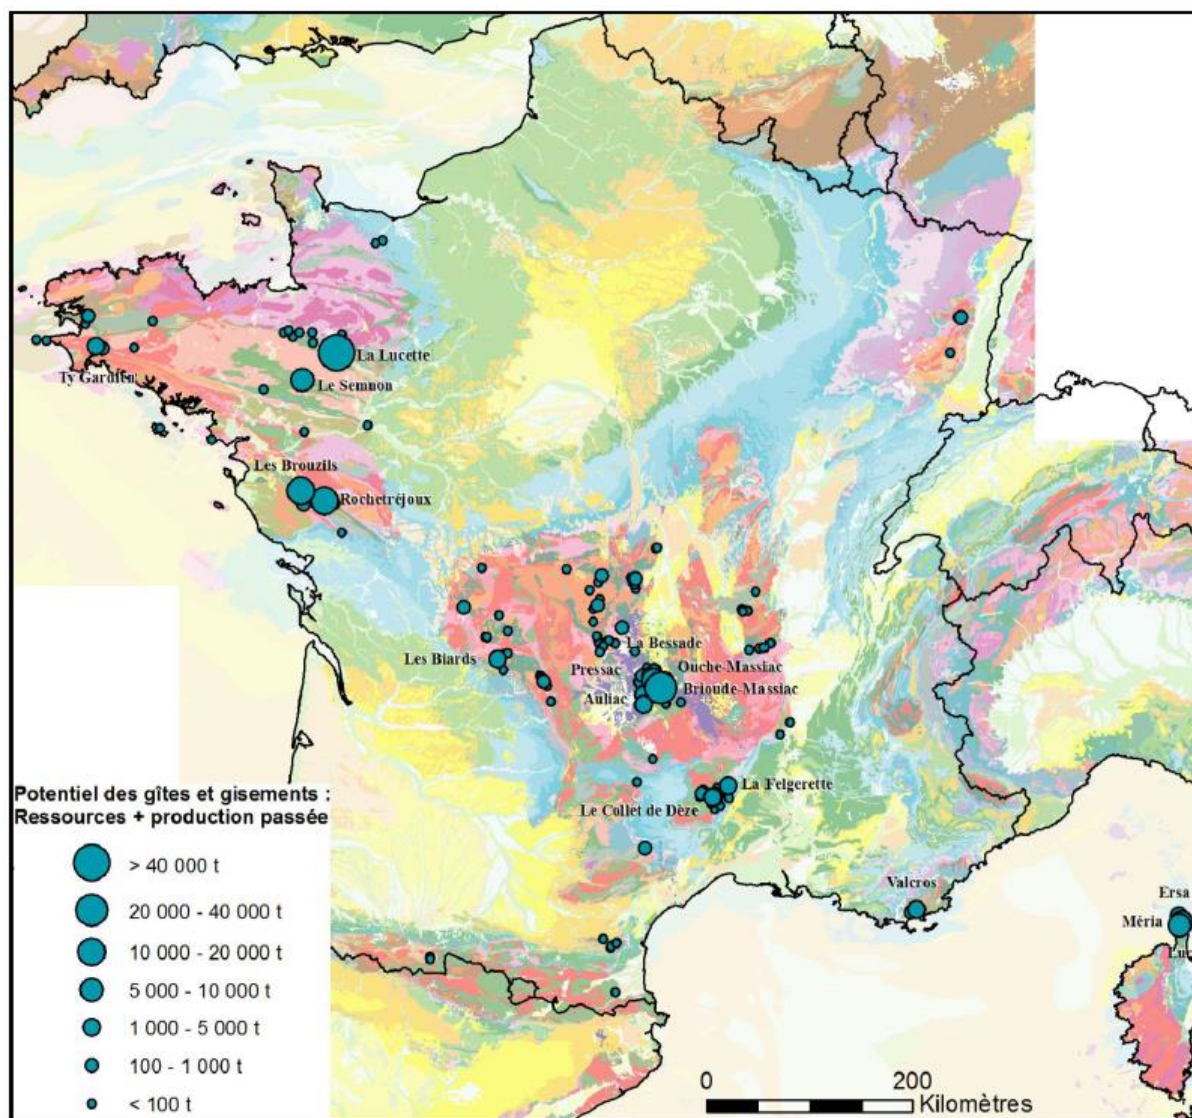 La Lucette
Ty Gardien
Le Semnon
Les Brouzils
Rochetréjoux
La Bessade
Les Biards
Pressac
Ouche-Massiac
Brioude-Massiac
Auliac
La Felgerette
Le Collet de Dèze
Valcros
Ersa
Méria
Potentiel des gîtes et gisements :
Ressources + production passée
> 40 000 t
20 000 - 40 000 t
10 000 - 20 000 t
5 000 - 10 000 t
1 000 - 5 000 t
100 - 1 000 t
< 100 t
0 200
Kilomètres